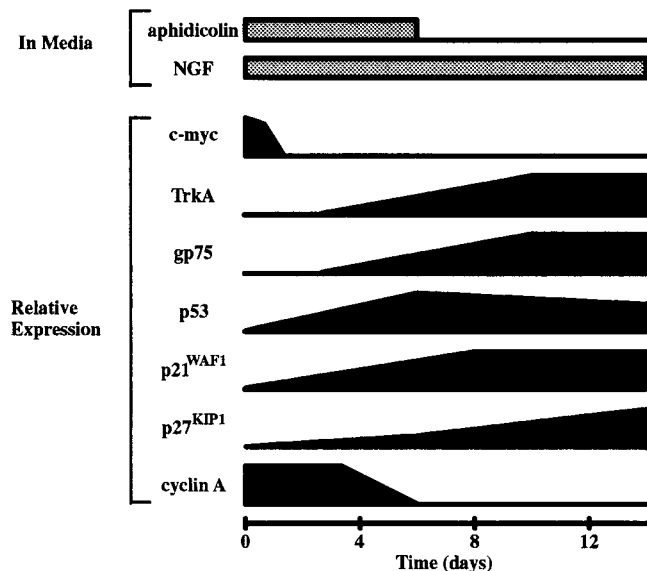 In Media
aphidicolin
NGF
c-myc
TrkA
gp75
Relative
Expression
p53
p21WAF1
p27KIP1
cyclin A
0 4 8 12
Time (days)